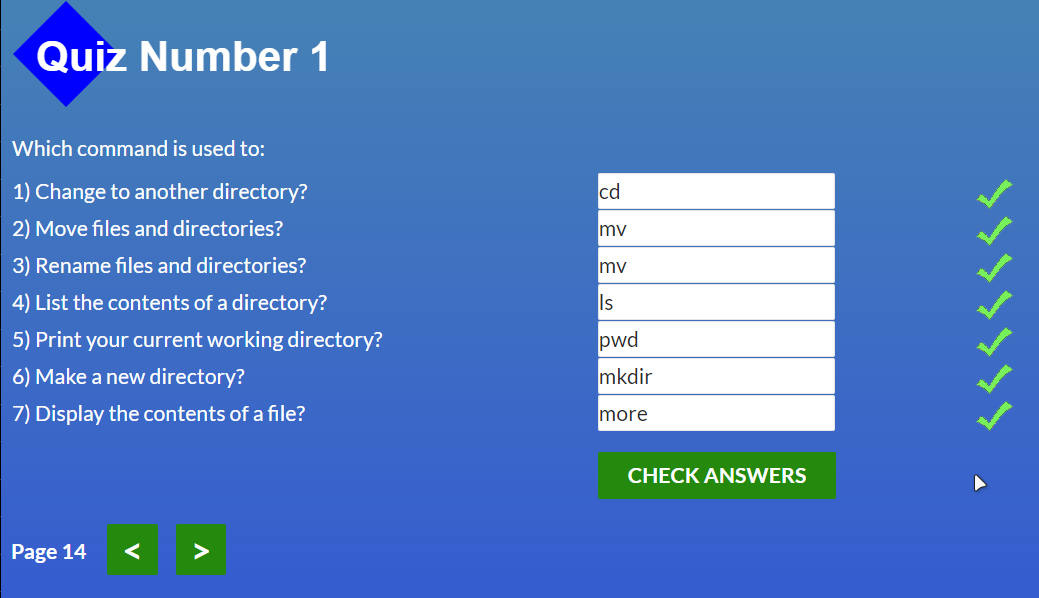 Quiz Number 1
Which command is used to:
1) Change to another directory? cd
2) Move files and directories? mv
3) Rename files and directories? mv
4) List the contents of a directory? ls
5) Print your current working directory? pwd
6) Make a new directory? mkdir
7) Display the contents of a file? more
CHECK ANSWERS
Page 14 < >